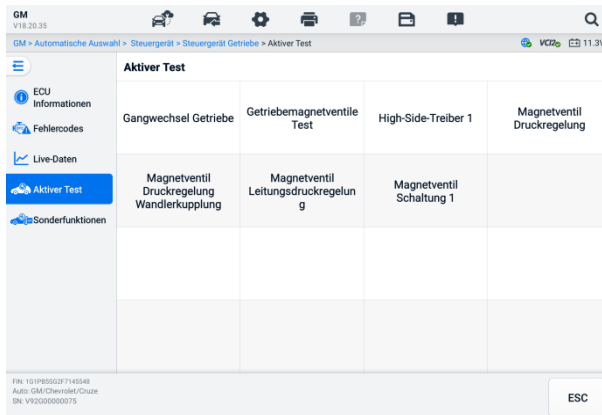 GM
V18.20.35
GM > Automatische Auswahl > Steuergerät > Steuergerät Getriebe > Aktiver Test
VCI 11.3V
Aktiver Test
ECU
Informationen
Fehlercodes
Live-Daten
Aktiver Test
Sonderfunktionen
Gangwechsel Getriebe
Getriebemagnetventile
Test
High-Side-Treiber 1
Magnetventil
Druckregelung
Magnetventil
Druckregelung
Wandlerkupplung
Magnetventil
Leitungsdruckregelun
g
Magnetventil
Schaltung 1
FIN: 1G1PB5SG2F7145548
Auto: GM/Chevrolet/Cruze
SN: V92G00000075
ESC